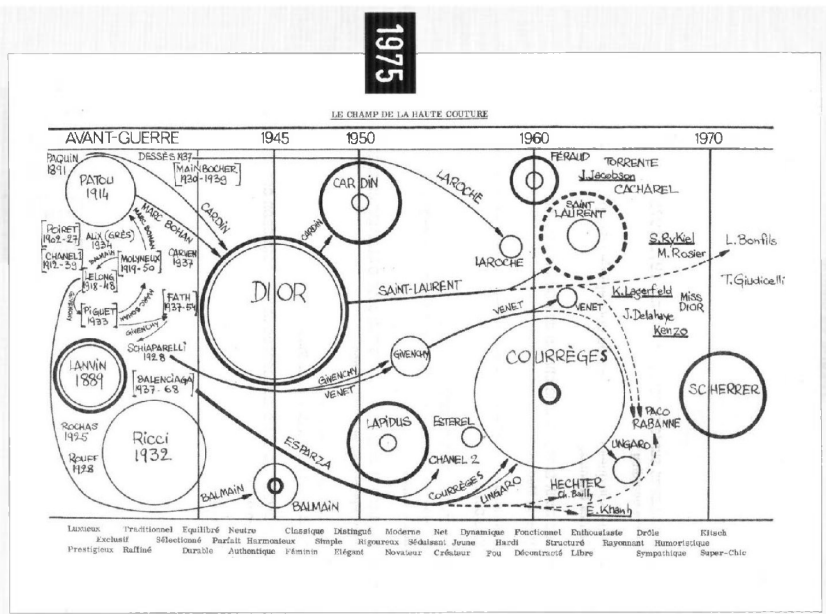 1975
LE CHAMP DE LA HAUTE COUTURE
AVANT-GUERRE 1945 1950 1960 1970
PAQUIN
1891
PATOU
1914
DESSÈS 1937
[MAINBOCHER]
[1930-1939]
CARDIN
MARC BOHAN
CARDIN
CARDIN
LAROCHE
LAROCHE
FÉRAUD
TORRENTE
J.Jacobson
CACHAREL
SAINT
LAURENT
S.RyKiel
M.Rosier
L.Bonfils
T.Giudicelli
[POIRET]
1902-27
ALIX (GRÈS)
1934
MARC BOHAN
[CHANEL]
1912-39
BALMAIN
[MOLYNEUX]
1919-50
CARVEN
1937
[LELONG]
1918-48
GIVENCHY
[PIGUET]
1933
MARC BOHAN
GIVENCHY
[FATH]
1937-54
DIOR
SAINT-LAURENT
VENET
VENET
K.Lagerfeld
Miss
DIOR
J.Delahaye
Kenzo
SCHIAPARELLI
1928
GIVENCHY
VENET
GIVENCHY
COURRÈGES
LANVIN
1889
[BALENCIAGA]
1937-68
SCHERRER
PACO
RABANNE
ROCHAS
1925
Ricci
1932
ROUFF
1928
ESPARZA
LAPIDUS
ESTEREL
CHANEL 2
COURRÈGES
UNGARO
UNGARO
HECHTER
Ch.Bailly
E.Khanh
BALMAIN
BALMAIN
Luxueux Traditionnel Equilibré Neutre Classique Distingué Moderne Net Dynamique Fonctionnel Enthousiaste Drôle Kitsch
Exclusif Sélectionné Parfait Harmonieux Simple Rigoureux Séduisant Jeune Hardi Structuré Rayonnant Humoristique
Prestigieux Raffiné Durable Authentique Féminin Elégant Novateur Créateur Fou Décontracté Libre Sympathique Super-Chic